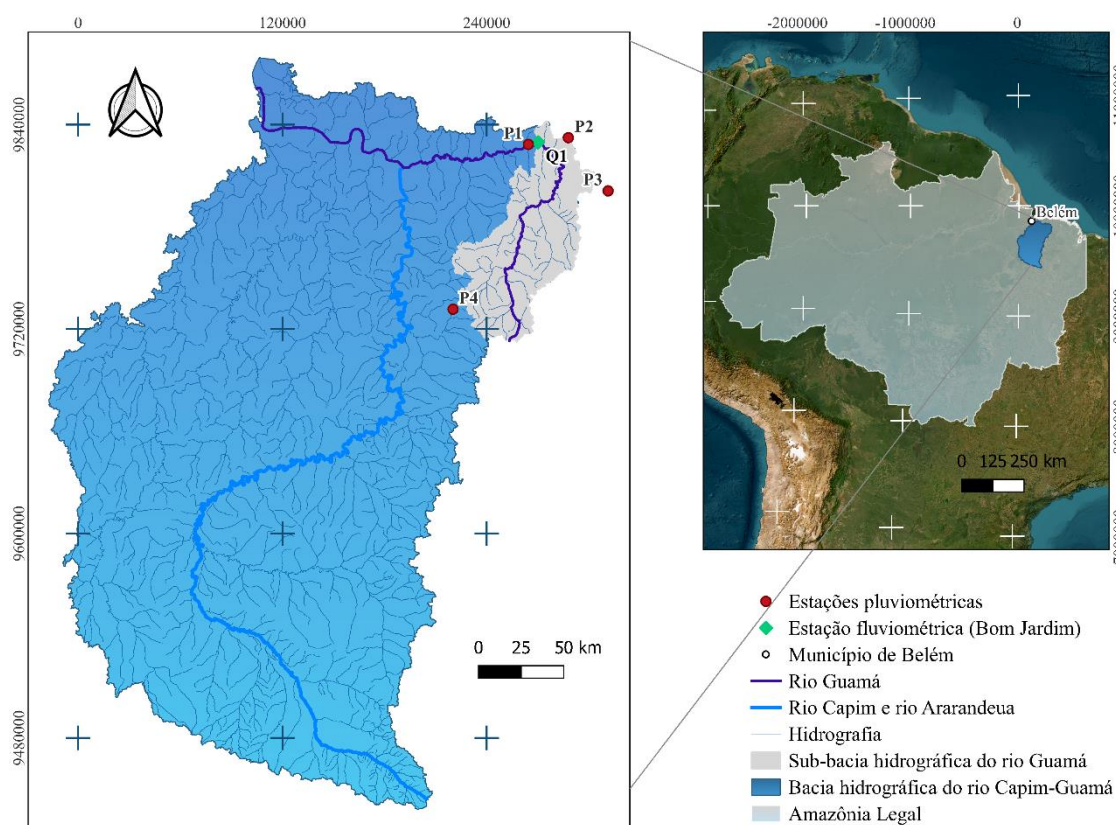 0 120000 240000
-2000000 -1000000 0
9840000
P1
P2
Q1
P3
P4
9720000
9600000
9480000
0 25 50 km
Belém
0 125 250 km
Estações pluviométricas
Estação fluviométrica (Bom Jardim)
Município de Belém
Rio Guamá
Rio Capim e rio Ararandeua
Hidrografia
Sub-bacia hidrográfica do rio Guamá
Bacia hidrográfica do rio Capim-Guamá
Amazônia Legal